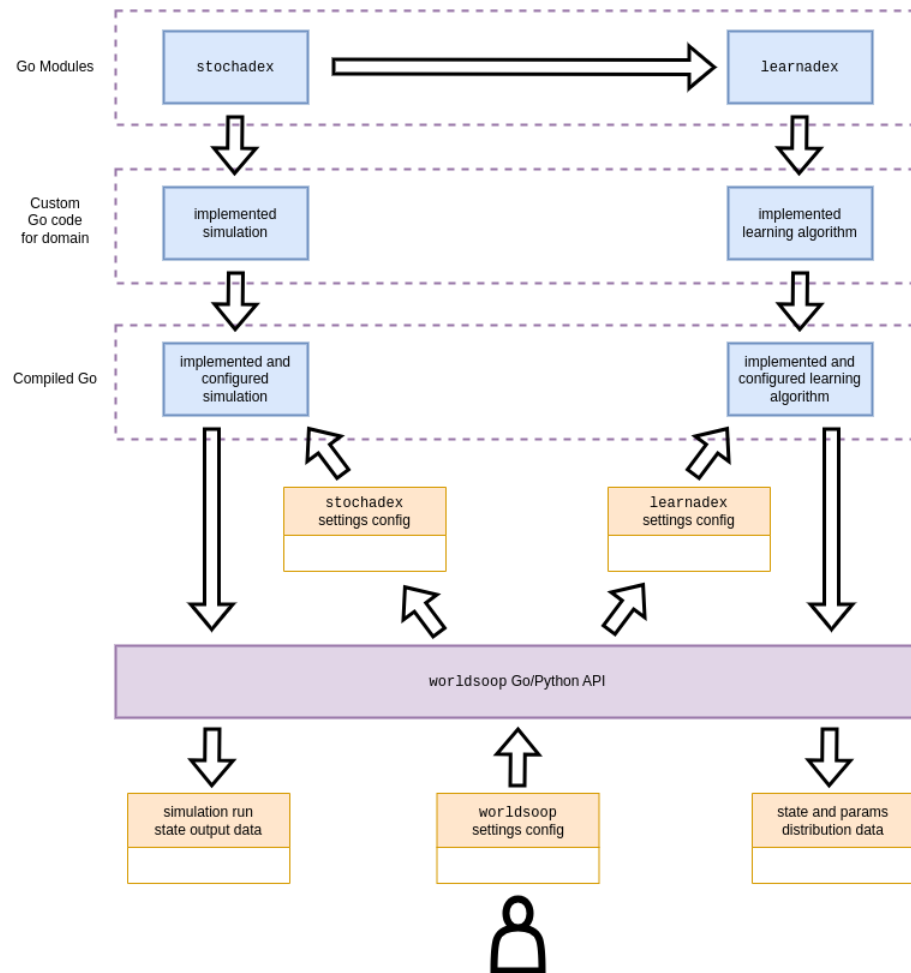 Go Modules
stochadex
learnadex
Custom
Go code
for domain
implemented
simulation
implemented
learning algorithm
Compiled Go
implemented and
configured
simulation
implemented and
configured learning
algorithm
stochadex
settings config
learnadex
settings config
worldsoop Go/Python API
simulation run
state output data
worldsoop
settings config
state and params
distribution data